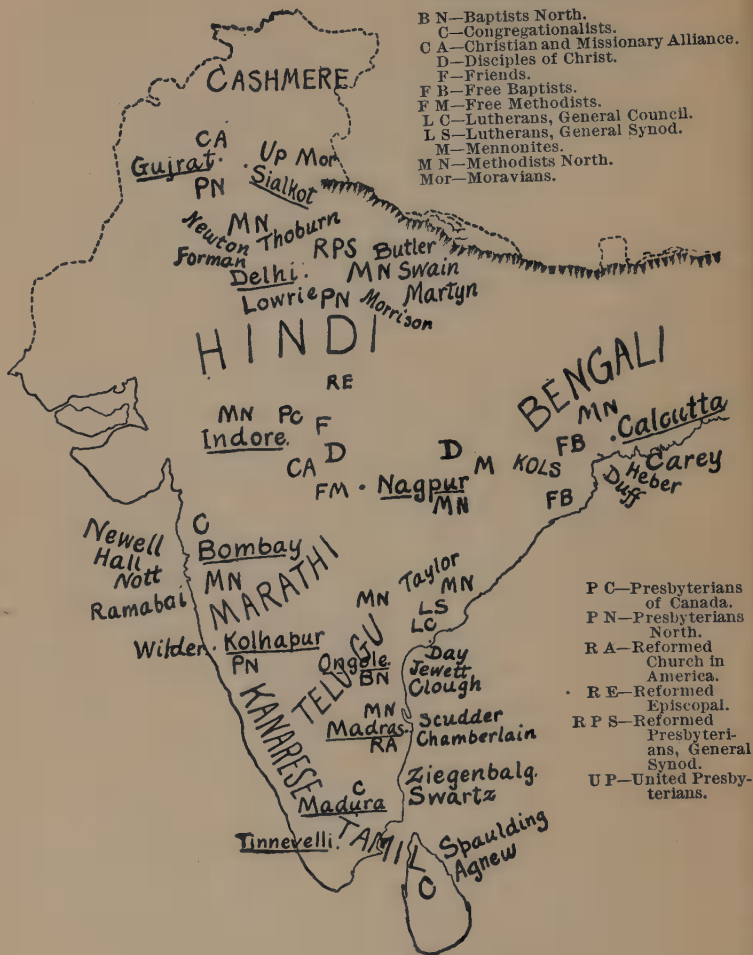 B N—Baptists North.
C—Congregationalists.
C A—Christian and Missionary Alliance.
D—Disciples of Christ.
F—Friends.
F B—Free Baptists.
F M—Free Methodists.
L C—Lutherans, General Council.
L S—Lutherans, General Synod.
M—Mennonites.
M N—Methodists North.
Mor—Moravians.
CASHMERE
CA
Gujrat
PN
UP Mor
Sialkot
MN
Newton Thoburn
Forman
RPS Butler
Delhi
MN Swain
Lowrie PN Morrison
Martyn
HINDI
RE
MN PC F
Indore
CA D
FM
D M
Nagpur
MN
KOLS
BENGALI
MN
FB
Calcutta
Carey
Heber
Duff
FB
Newell
Hall
Nott
Ramabai
C
Bombay
MN
MARATHI
Wilder
Kolhapur
PN
Taylor
MN
MN
LS
LC
TELUGU
Ongole
BN
Day
Jewett
Clough
KANARESE
MN
Madras
RA
Scudder
Chamberlain
Ziegenbalg.
Swartz
C
Madura
Tinnevelli
TAMIL
C
Spaulding
Agnew
P C—Presbyterians
of Canada.
P N—Presbyterians
North.
R A—Reformed
Church in
America.
R E—Reformed
Episcopal.
R P S—Reformed
Presbyteri-
ans, General
Synod.
U P—United Presby-
terians.